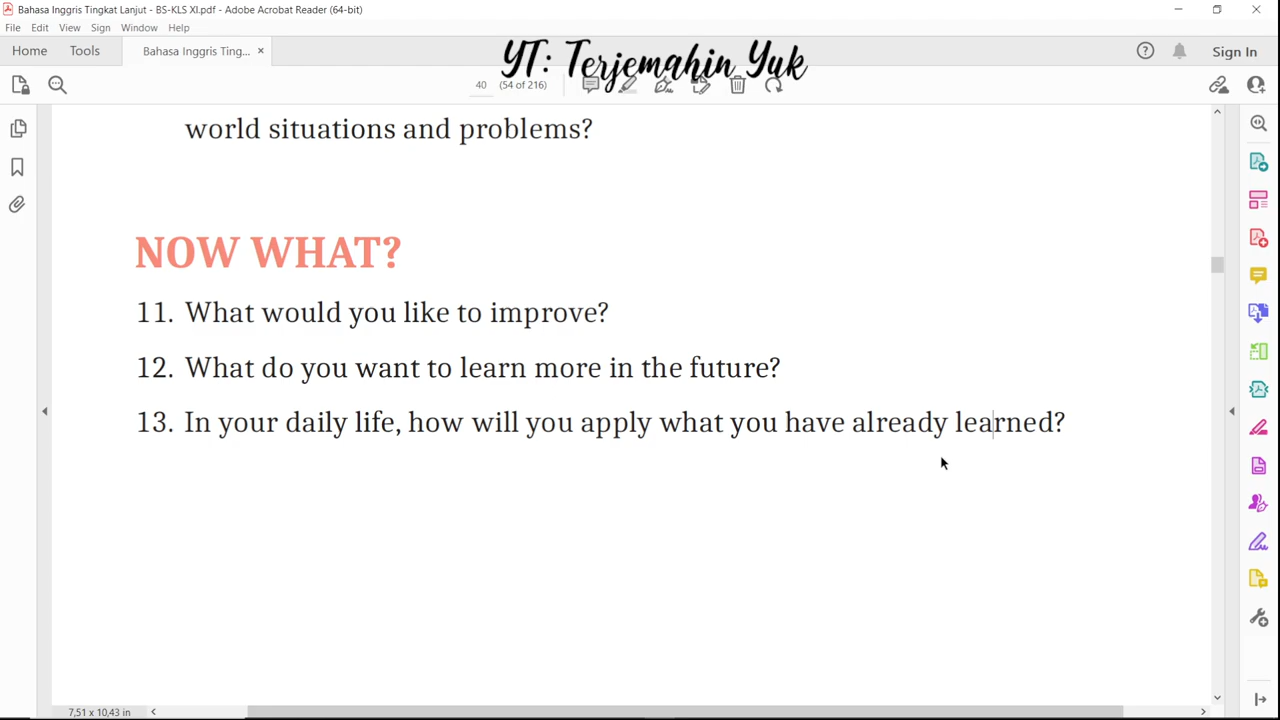 Bahasa Inggris Tingkat Lanjut - BS-KLS XI.pdf - Adobe Acrobat Reader (64-bit)
File Edit View Sign Window Help
Home Tools Bahasa Inggris Ting... × Sign In
YT: Terjemahin Yuk
40 (54 of 216)
world situations and problems?
NOW WHAT?
11. What would you like to improve?
12. What do you want to learn more in the future?
13. In your daily life, how will you apply what you have already learned?
7,51 x 10,43 in